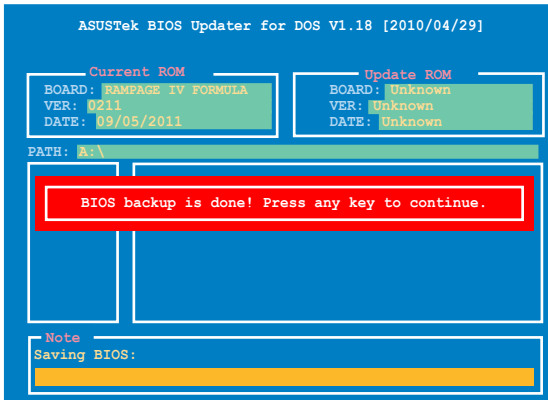 ASUSTek BIOS Updater for DOS V1.18 [2010/04/29]
Current ROM
BOARD: RAMPAGE IV FORMULA
VER: 0211
DATE: 09/05/2011
Update ROM
BOARD: Unknown
VER: Unknown
DATE: Unknown
PATH: A:\
BIOS backup is done! Press any key to continue.
Note
Saving BIOS: